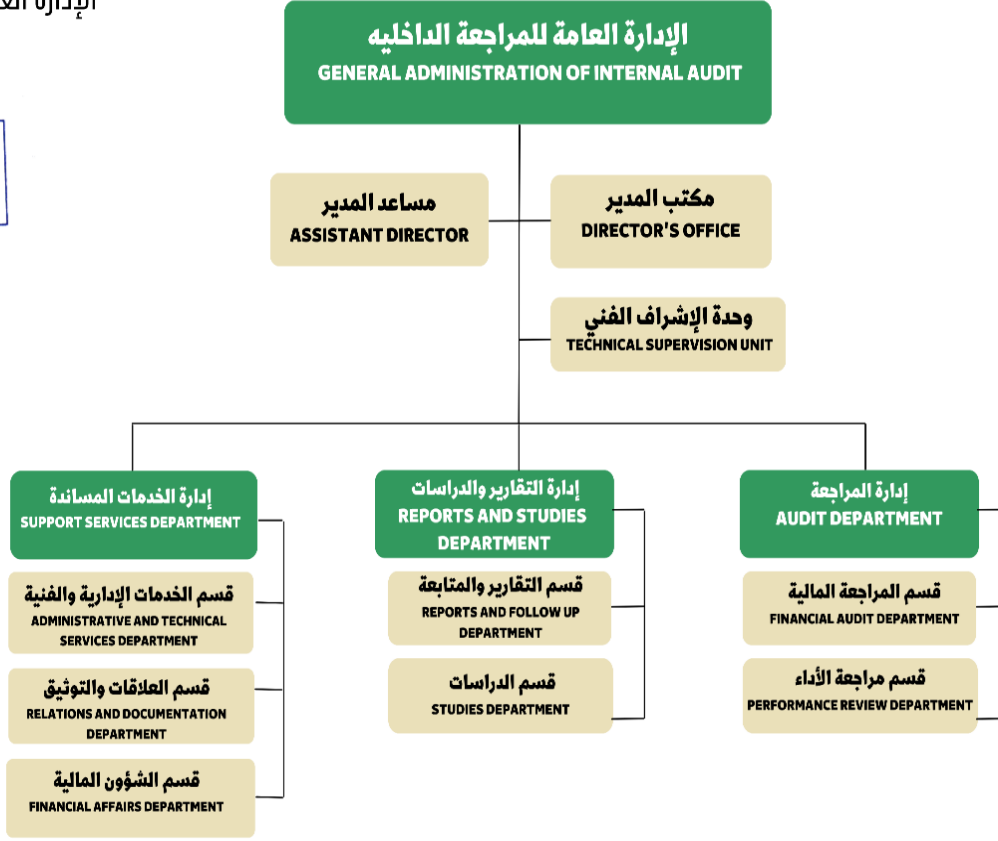 الإدارة العامة للمراجعة الداخليه
GENERAL ADMINISTRATION OF INTERNAL AUDIT
مكتب المدير
DIRECTOR'S OFFICE
مساعد المدير
ASSISTANT DIRECTOR
وحدة الإشراف الفني
TECHNICAL SUPERVISION UNIT
إدارة المراجعة
AUDIT DEPARTMENT
قسم المراجعة المالية
FINANCIAL AUDIT DEPARTMENT
قسم مراجعة الأداء
PERFORMANCE REVIEW DEPARTMENT
إدارة التقارير والدراسات
REPORTS AND STUDIES
DEPARTMENT
قسم التقارير والمتابعة
REPORTS AND FOLLOW UP
DEPARTMENT
قسم الدراسات
STUDIES DEPARTMENT
إدارة الخدمات المساندة
SUPPORT SERVICES DEPARTMENT
قسم الخدمات الإدارية والفنية
ADMINISTRATIVE AND TECHNICAL
SERVICES DEPARTMENT
قسم العلاقات والتوثيق
RELATIONS AND DOCUMENTATION
DEPARTMENT
قسم الشؤون المالية
FINANCIAL AFFAIRS DEPARTMENT